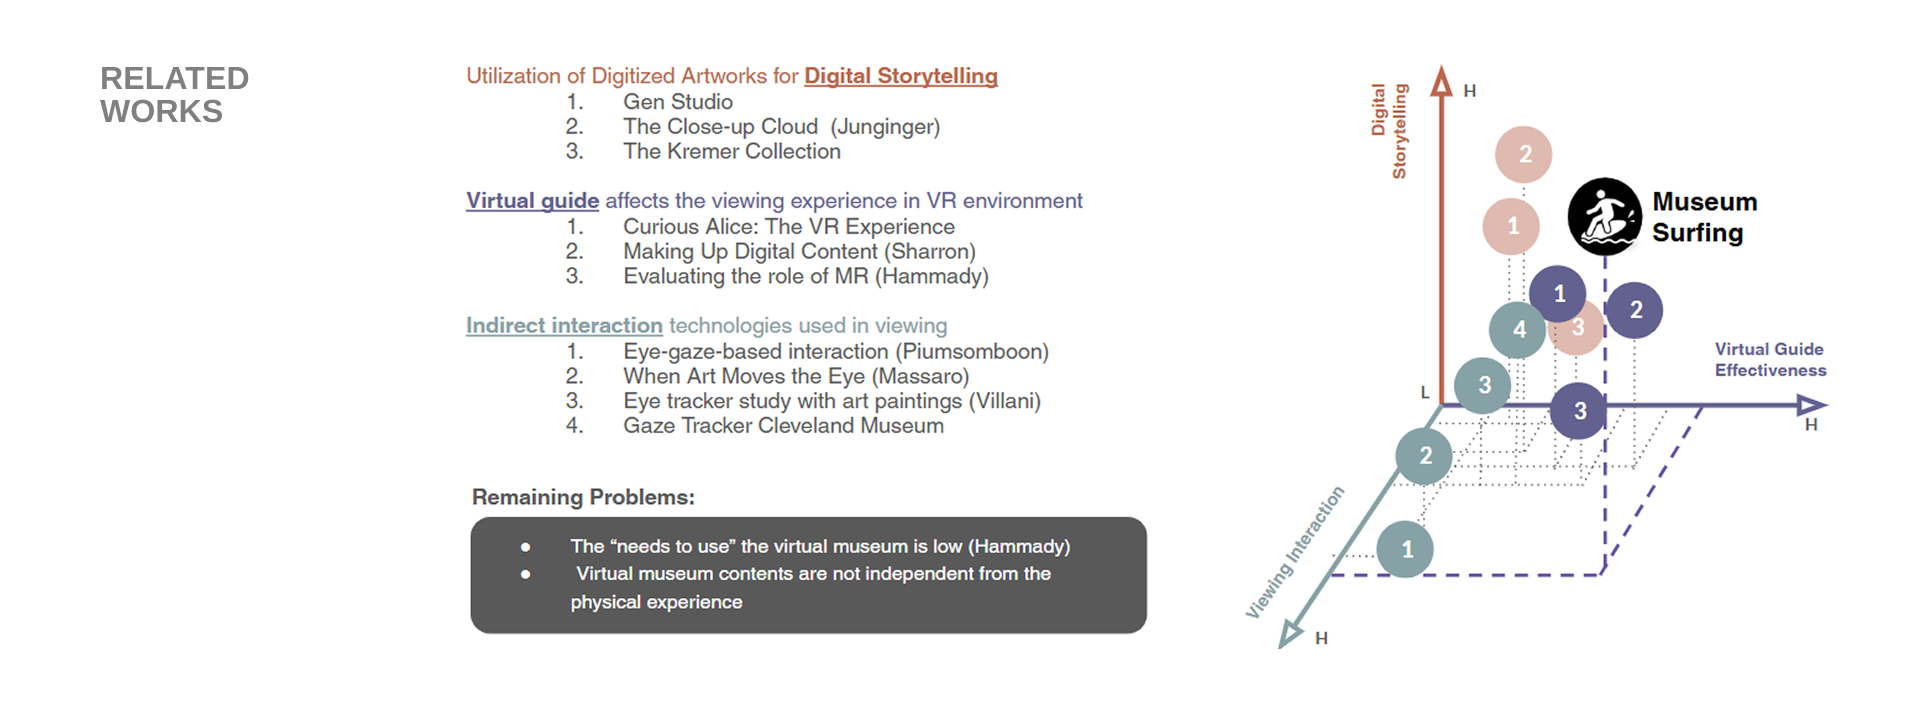 RELATED
WORKS
Utilization of Digitized Artworks for Digital Storytelling
1. Gen Studio
2. The Close-up Cloud (Junginger)
3. The Kremer Collection
Virtual guide affects the viewing experience in VR environment
1. Curious Alice: The VR Experience
2. Making Up Digital Content (Sharron)
3. Evaluating the role of MR (Hammady)
Indirect interaction technologies used in viewing
1. Eye-gaze-based interaction (Piumsomboon)
2. When Art Moves the Eye (Massaro)
3. Eye tracker study with art paintings (Villani)
4. Gaze Tracker Cleveland Museum
Remaining Problems:
● The “needs to use” the virtual museum is low (Hammady)
● Virtual museum contents are not independent from the
physical experience
Digital
Storytelling
H
2
1
Museum
Surfing
1
2
4
3
Virtual Guide
Effectiveness
L
3
3
H
2
Viewing Interaction
1
H